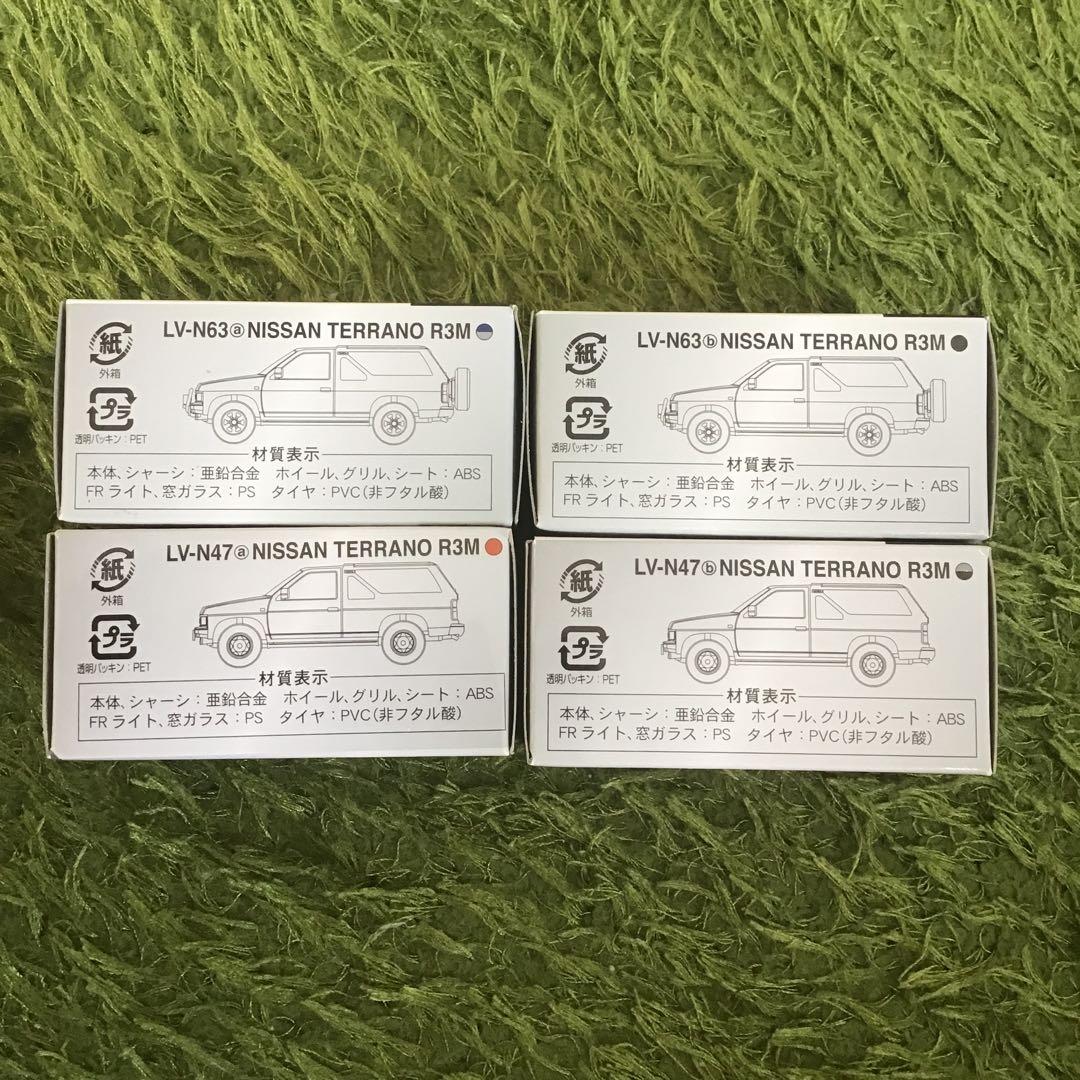 LV-N63ⓐNISSAN TERRANO R3M
紙
外箱
プラ
透明パッキン：PET
材質表示
本体、シャーシ：亜鉛合金　ホイール、グリル、シート：ABS
FRライト、窓ガラス：PS　タイヤ：PVC（非フタル酸）
LV-N63ⓑNISSAN TERRANO R3M
紙
外箱
プラ
透明パッキン：PET
材質表示
本体、シャーシ：亜鉛合金　ホイール、グリル、シート：ABS
FRライト、窓ガラス：PS　タイヤ：PVC（非フタル酸）
LV-N47ⓐNISSAN TERRANO R3M
紙
外箱
プラ
透明パッキン：PET
材質表示
本体、シャーシ：亜鉛合金　ホイール、グリル、シート：ABS
FRライト、窓ガラス：PS　タイヤ：PVC（非フタル酸）
LV-N47ⓑNISSAN TERRANO R3M
紙
外箱
プラ
透明パッキン：PET
材質表示
本体、シャーシ：亜鉛合金　ホイール、グリル、シート：ABS
FRライト、窓ガラス：PS　タイヤ：PVC（非フタル酸）